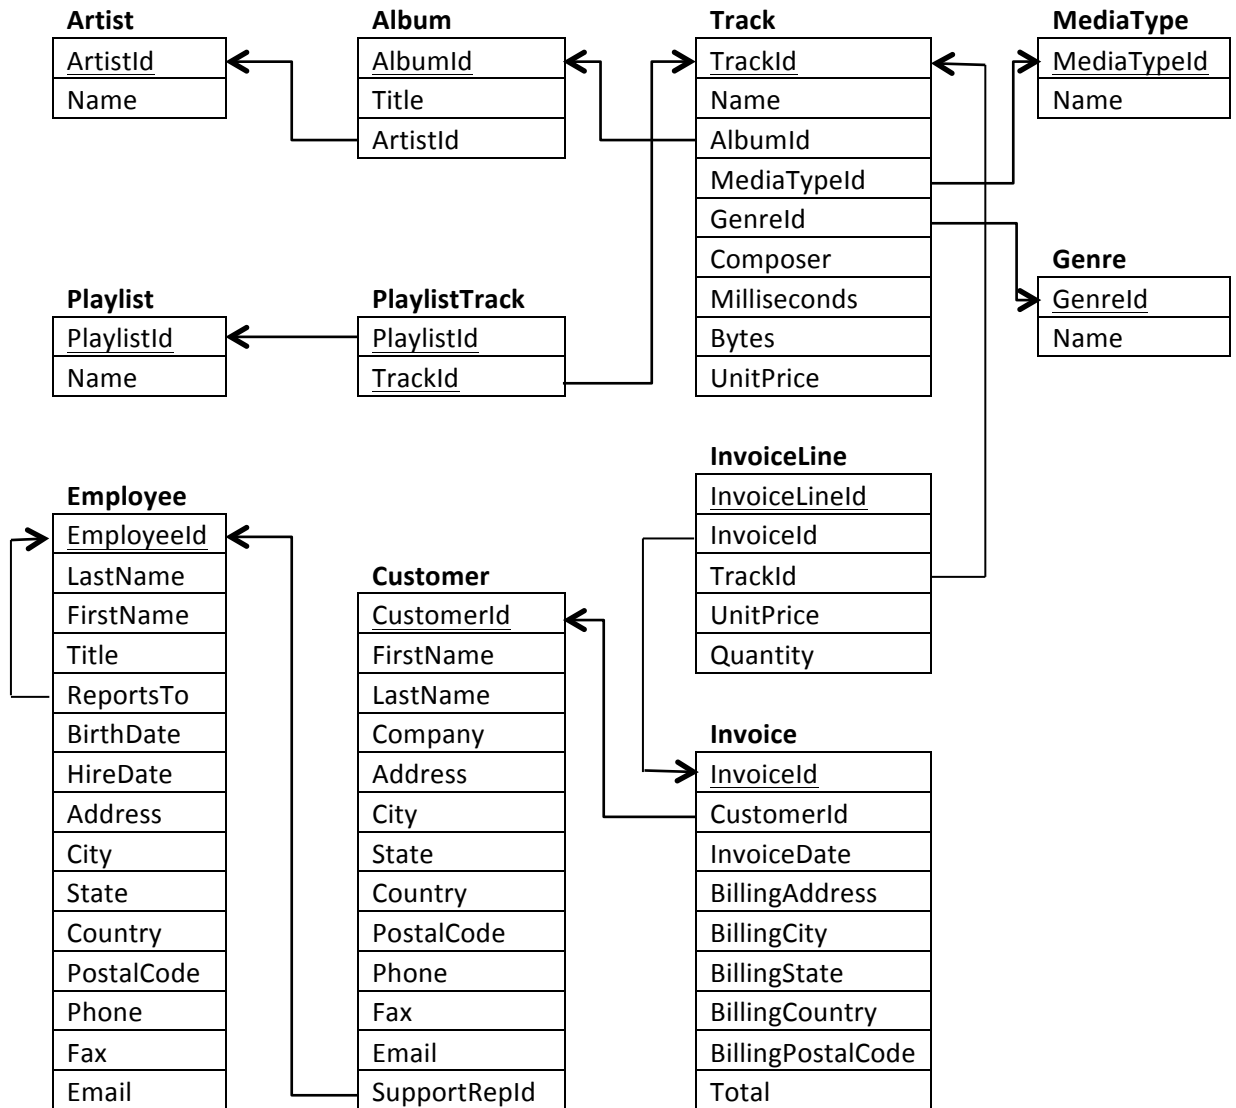 Artist
ArtistId
Name
Album
AlbumId
Title
ArtistId
Track
TrackId
Name
AlbumId
MediaTypeId
GenreId
Composer
Milliseconds
Bytes
UnitPrice
MediaType
MediaTypeId
Name
Genre
GenreId
Name
Playlist
PlaylistId
Name
PlaylistTrack
PlaylistId
TrackId
Employee
EmployeeId
LastName
FirstName
Title
ReportsTo
BirthDate
HireDate
Address
City
State
Country
PostalCode
Phone
Fax
Email
Customer
CustomerId
FirstName
LastName
Company
Address
City
State
Country
PostalCode
Phone
Fax
Email
SupportRepId
InvoiceLine
InvoiceLineId
InvoiceId
TrackId
UnitPrice
Quantity
Invoice
InvoiceId
CustomerId
InvoiceDate
BillingAddress
BillingCity
BillingState
BillingCountry
BillingPostalCode
Total